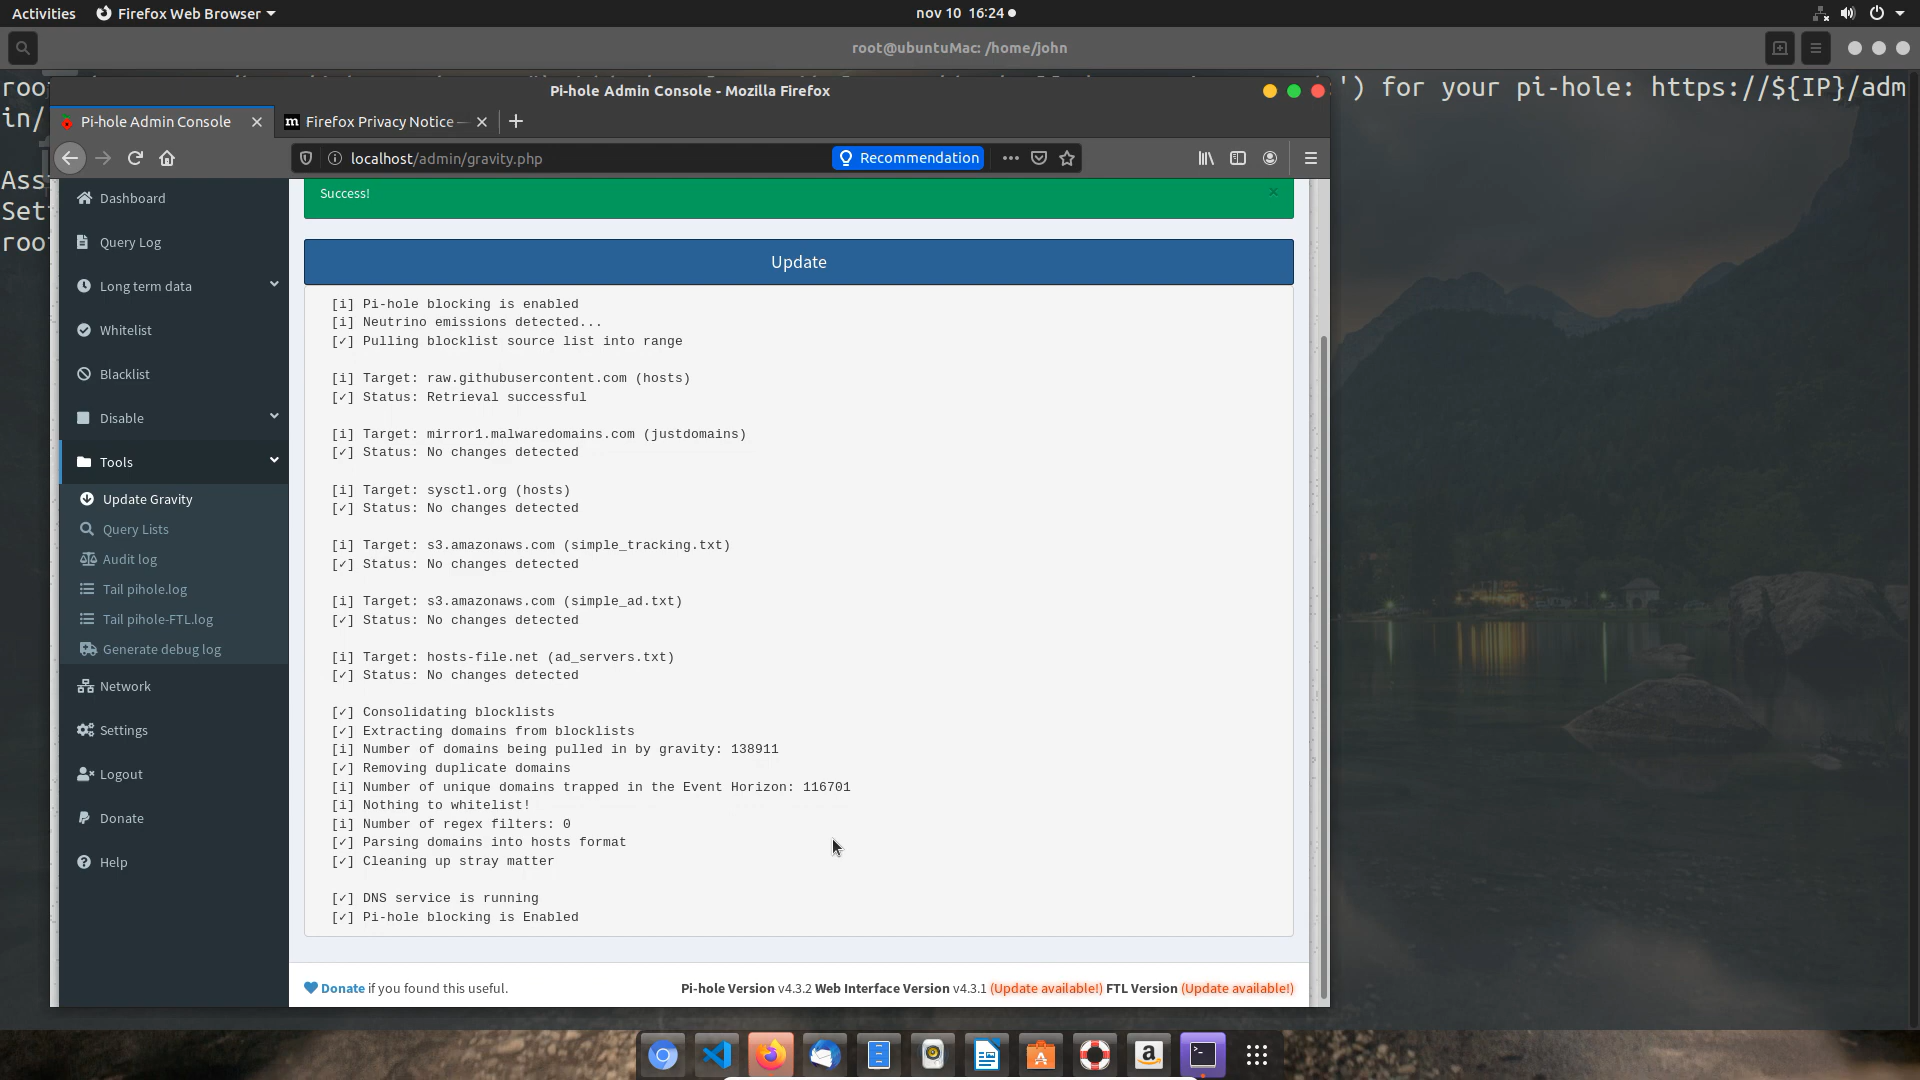 Activities Firefox Web Browser nov 10 16:24
root@ubuntuMac: /home/john
') for your pi-hole: https://${IP}/adm
in/
Pi-hole Admin Console - Mozilla Firefox
Pi-hole Admin Console Firefox Privacy Notice
localhost/admin/gravity.php Recommendation
Dashboard
Query Log
Long term data
Whitelist
Blacklist
Disable
Tools
Update Gravity
Query Lists
Audit log
Tail pihole.log
Tail pihole-FTL.log
Generate debug log
Network
Settings
Logout
Donate
Help
Success! ×
Update
[i] Pi-hole blocking is enabled
[i] Neutrino emissions detected...
[✓] Pulling blocklist source list into range
[i] Target: raw.githubusercontent.com (hosts)
[✓] Status: Retrieval successful
[i] Target: mirror1.malwaredomains.com (justdomains)
[✓] Status: No changes detected
[i] Target: sysctl.org (hosts)
[✓] Status: No changes detected
[i] Target: s3.amazonaws.com (simple_tracking.txt)
[✓] Status: No changes detected
[i] Target: s3.amazonaws.com (simple_ad.txt)
[✓] Status: No changes detected
[i] Target: hosts-file.net (ad_servers.txt)
[✓] Status: No changes detected
[✓] Consolidating blocklists
[✓] Extracting domains from blocklists
[i] Number of domains being pulled in by gravity: 138911
[✓] Removing duplicate domains
[i] Number of unique domains trapped in the Event Horizon: 116701
[i] Nothing to whitelist!
[i] Number of regex filters: 0
[✓] Parsing domains into hosts format
[✓] Cleaning up stray matter
[✓] DNS service is running
[✓] Pi-hole blocking is Enabled
Donate if you found this useful. Pi-hole Version v4.3.2 Web Interface Version v4.3.1 (Update available!) FTL Version (Update available!)